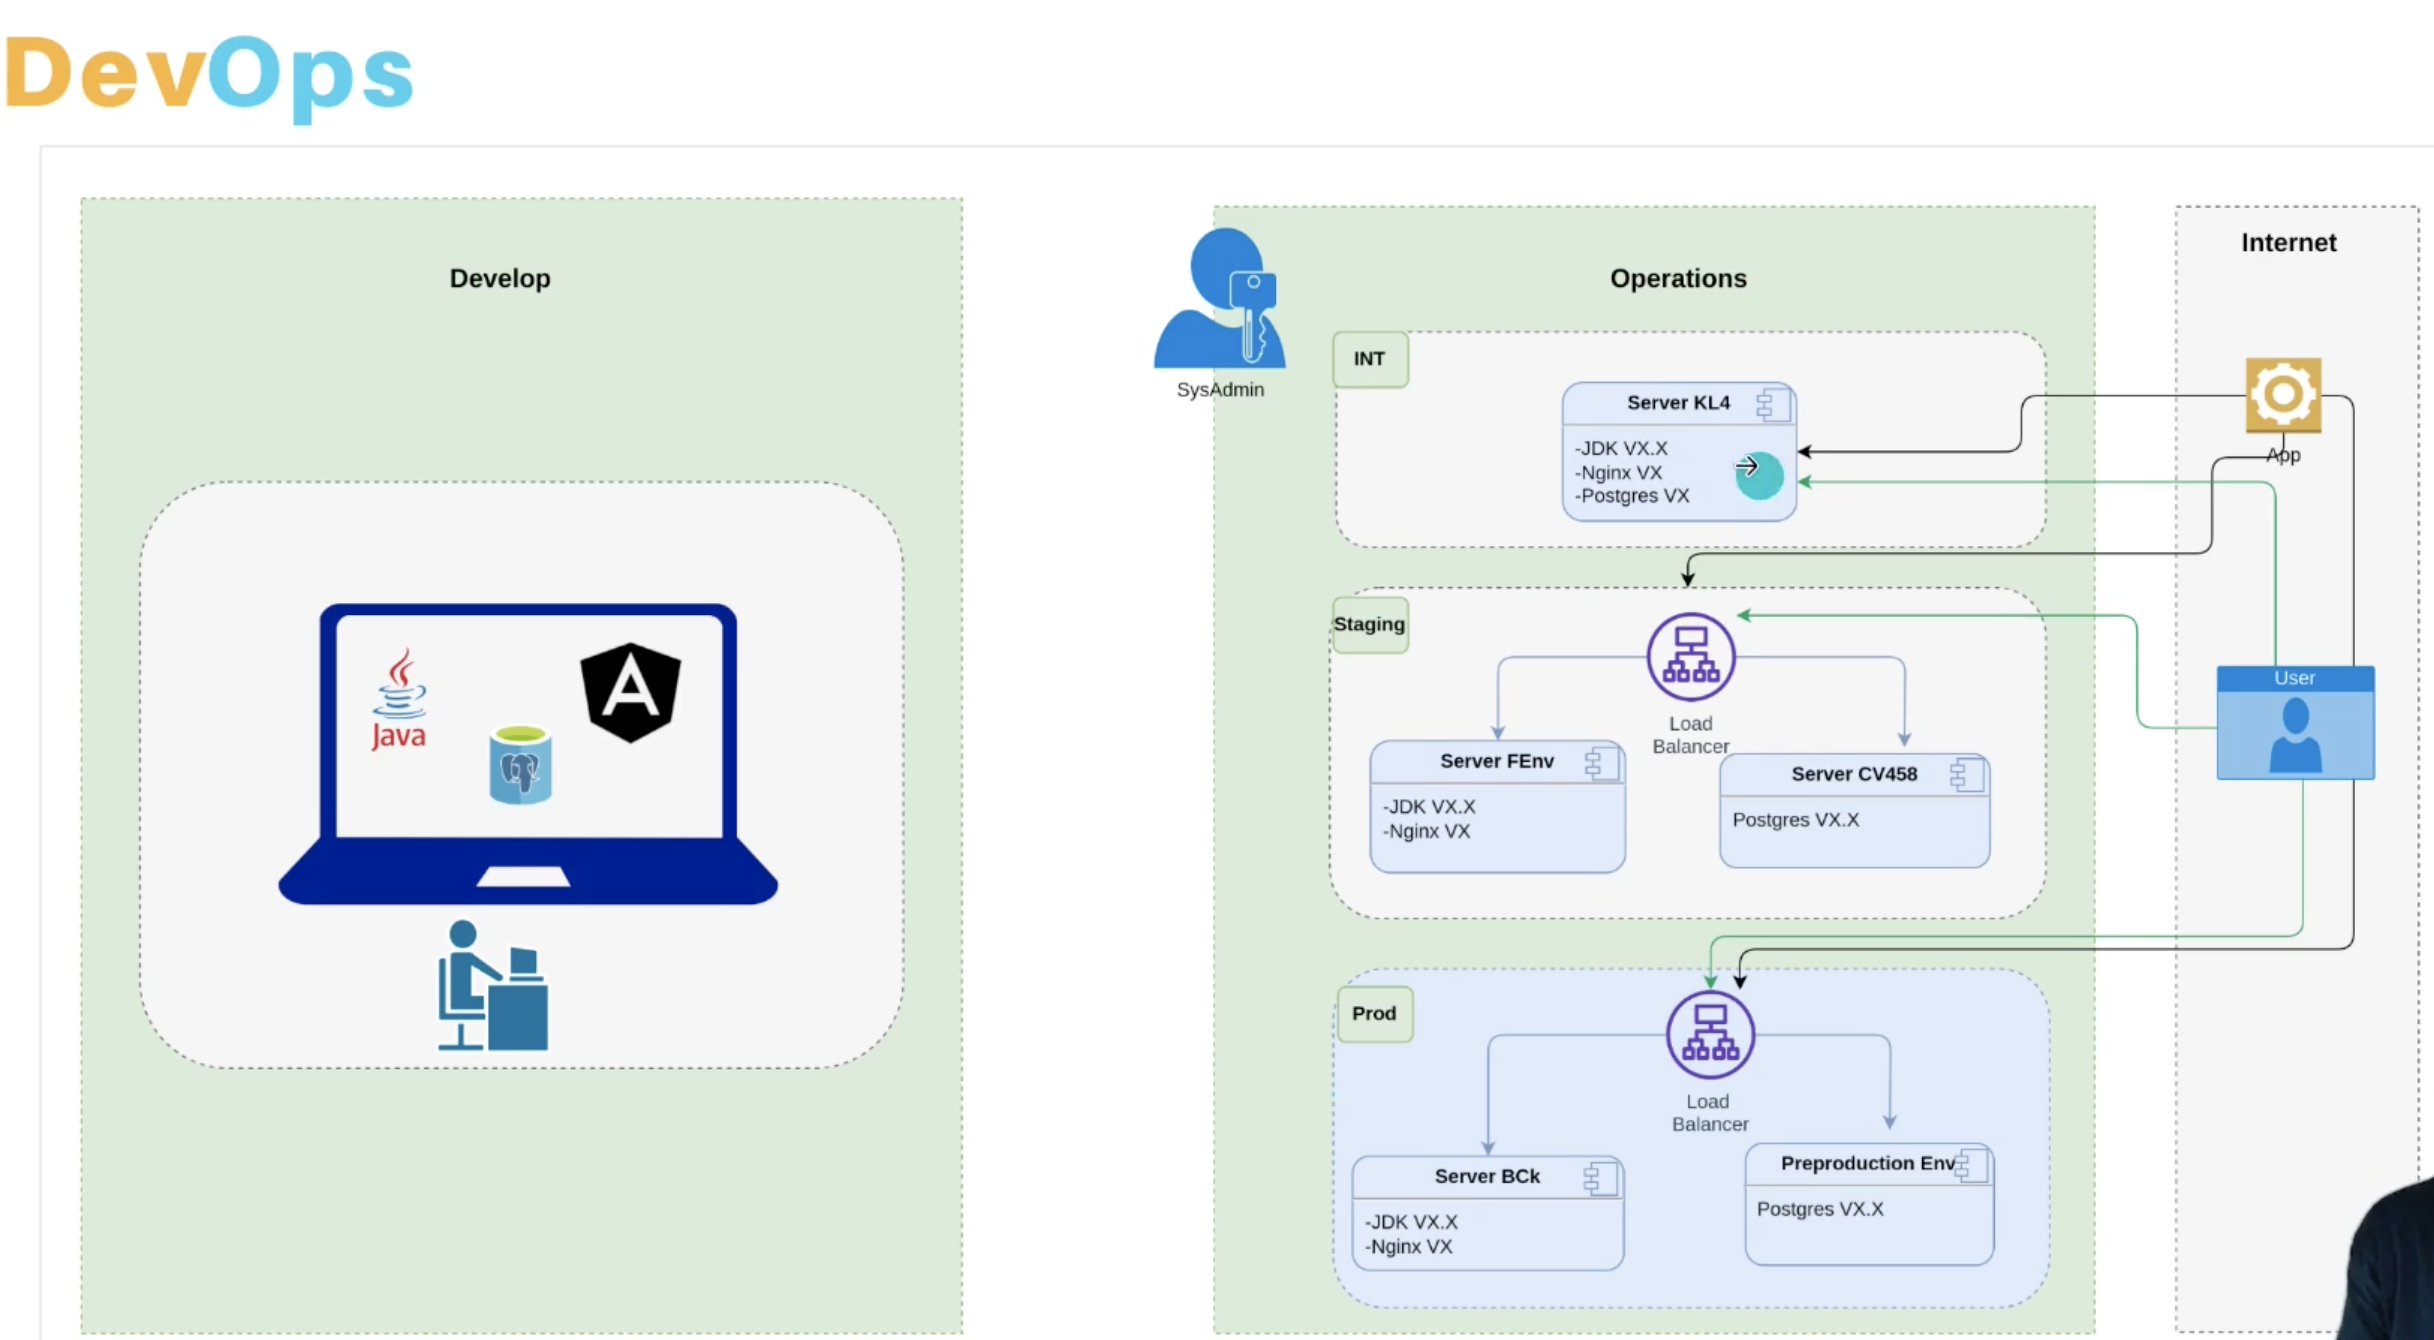 DevOps
Develop
Java
SysAdmin
Operations
INT
Server KL4
-JDK VX.X
-Nginx VX
-Postgres VX
Staging
Load
Balancer
Server FEnv
-JDK VX.X
-Nginx VX
Server CV458
Postgres VX.X
Prod
Load
Balancer
Server BCk
-JDK VX.X
-Nginx VX
Preproduction Env
Postgres VX.X
Internet
App
User